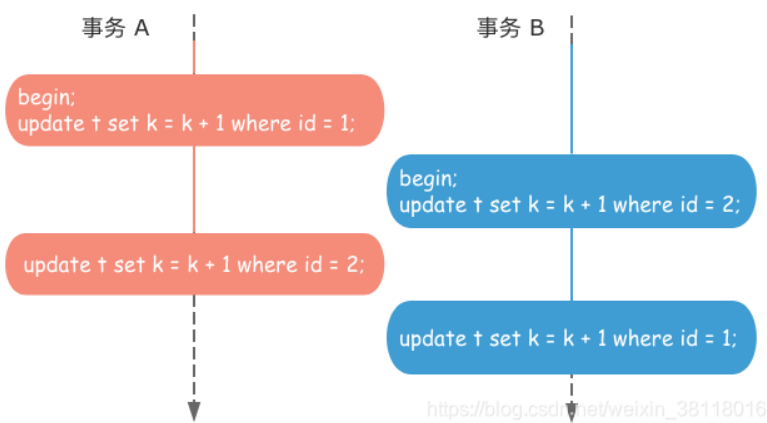 事务 A
事务 B
begin;
update t set k = k + 1 where id = 1;
begin;
update t set k = k + 1 where id = 2;
update t set k = k + 1 where id = 2;
update t set k = k + 1 where id = 1;
https://blog.csdn.net/weixin_38118016